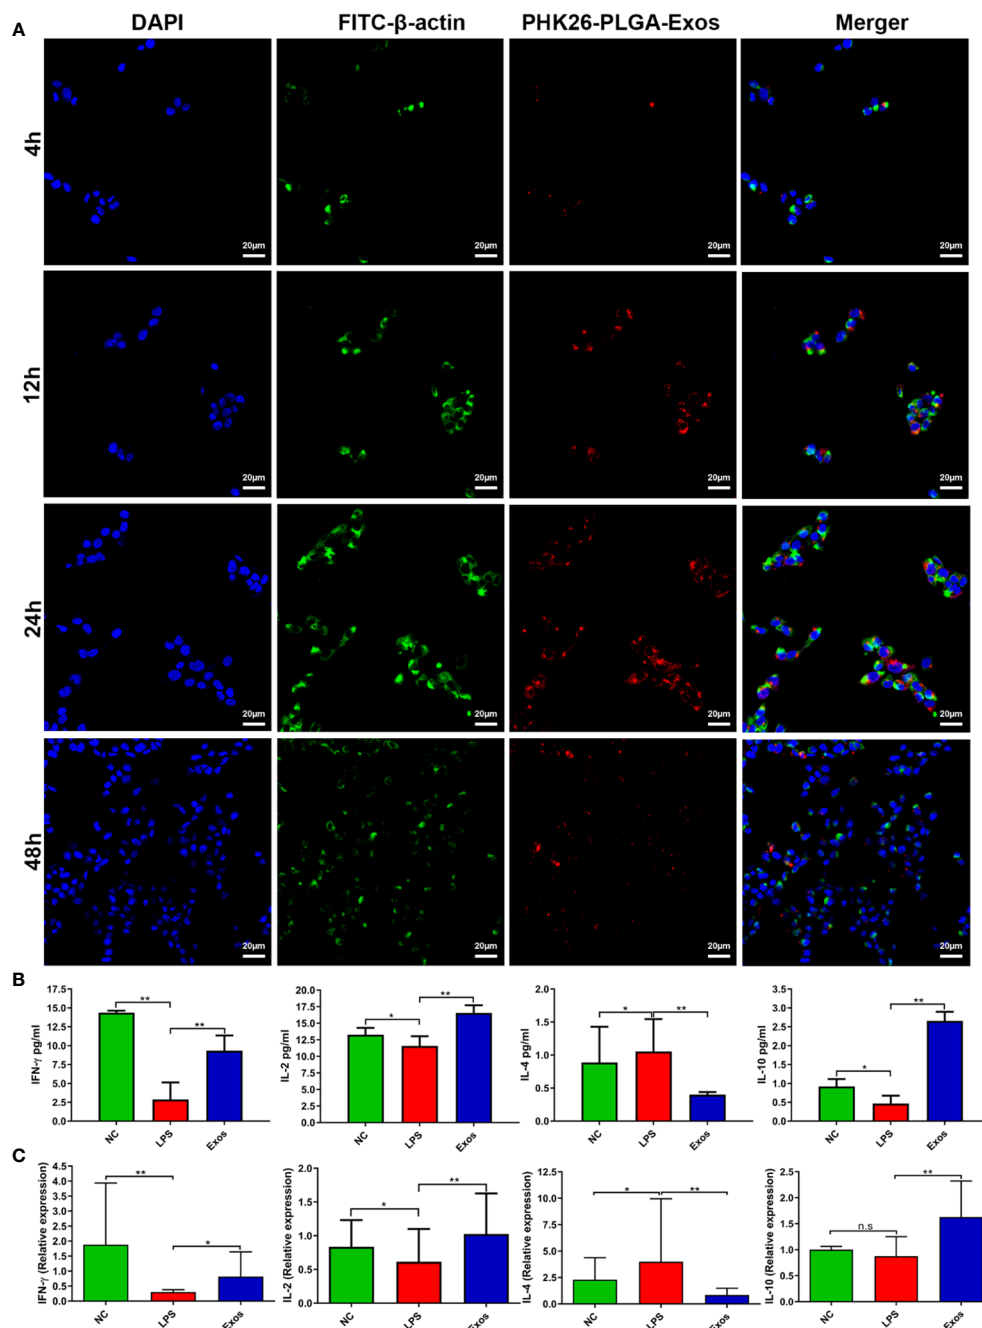 A
DAPI FITC-β-actin PHK26-PLGA-Exos Merger
4h
20μm 20μm 20μm 20μm
12h
20μm 20μm 20μm 20μm
24h
20μm 20μm 20μm 20μm
48h
20μm 20μm 20μm 20μm
B
IFN-γ pg/ml
17.5
15.0
12.5
10.0
7.5
5.0
2.5
0.0
** **
NC LPS Exos
IL-2 pg/ml
20.0
17.5
15.0
12.5
10.0
7.5
5.0
2.5
0.0
* **
NC LPS Exos
IL-4 pg/ml
2.0
1.5
1.0
0.5
0.0
* **
NC LPS Exos
IL-10 pg/ml
3.5
3.0
2.5
2.0
1.5
1.0
0.5
0.0
* **
NC LPS Exos
C
IFN-γ (Relative expression)
4.5
4.0
3.5
3.0
2.5
2.0
1.5
1.0
0.5
0.0
** *
NC LPS Exos
IL-2 (Relative expression)
2.0
1.5
1.0
0.5
0.0
* **
NC LPS Exos
IL-4 (Relative expression)
12.5
10.0
7.5
5.0
2.5
0.0
* **
NC LPS Exos
IL-10 (Relative expression)
2.5
2.0
1.5
1.0
0.5
0.0
n.s **
NC LPS Exos